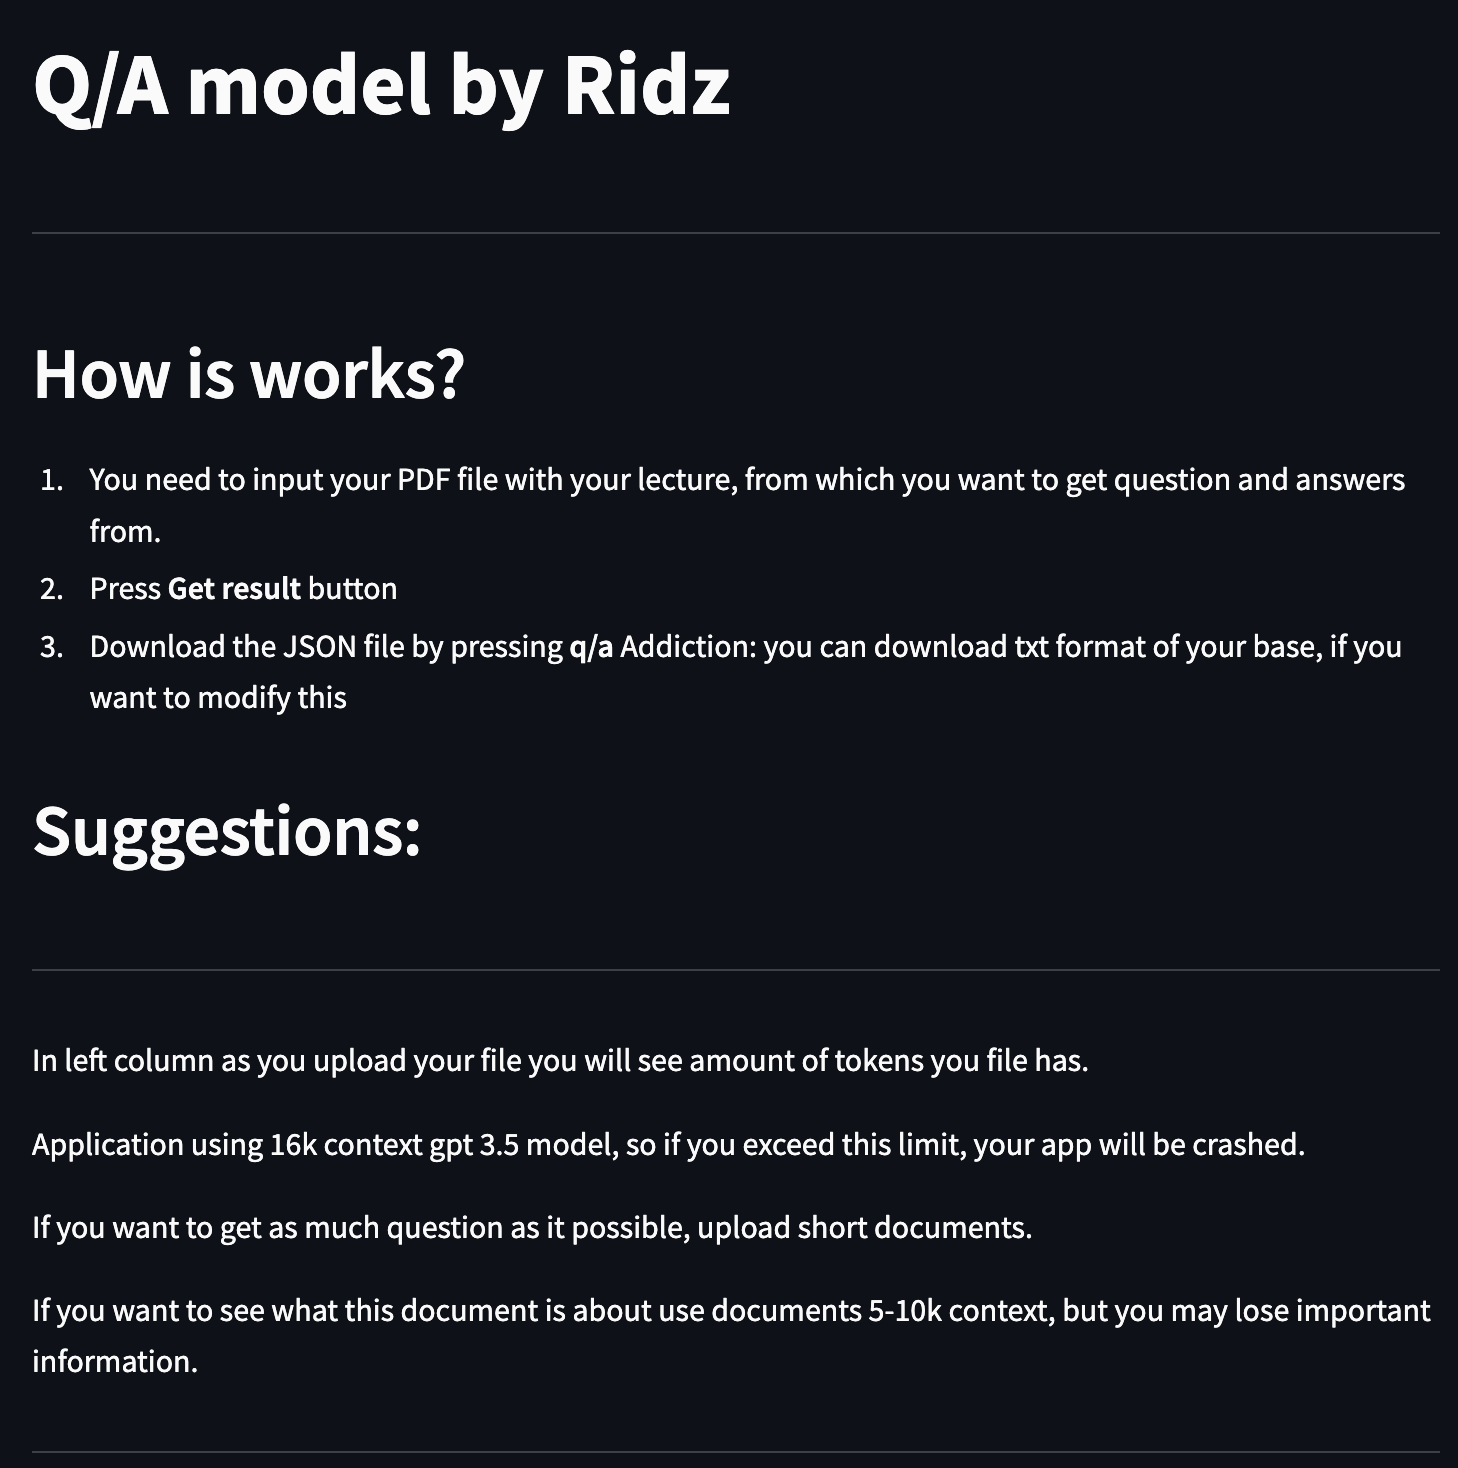 Q/A model by Ridz
How is works?
1. You need to input your PDF file with your lecture, from which you want to get question and answers
from.
2. Press Get result button
3. Download the JSON file by pressing q/a Addiction: you can download txt format of your base, if you
want to modify this
Suggestions:
In left column as you upload your file you will see amount of tokens you file has.
Application using 16k context gpt 3.5 model, so if you exceed this limit, your app will be crashed.
If you want to get as much question as it possible, upload short documents.
If you want to see what this document is about use documents 5-10k context, but you may lose important
information.